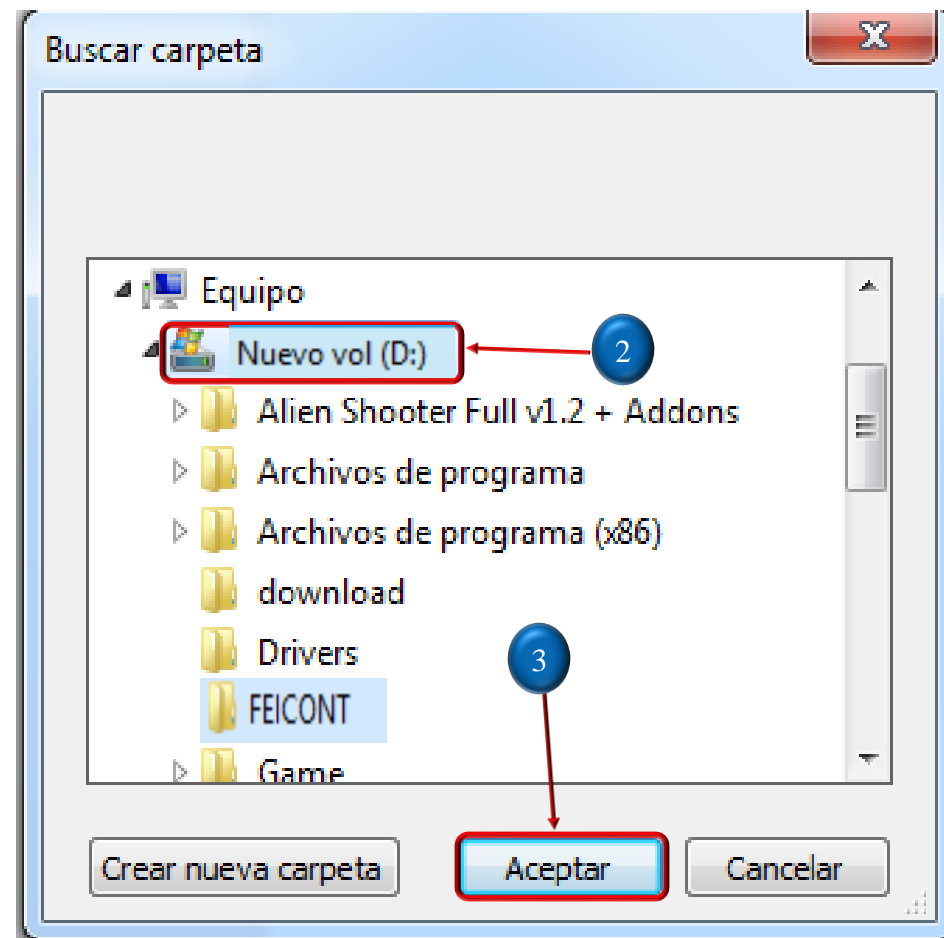 Buscar carpeta
Equipo
Nuevo vol (D:)
2
Alien Shooter Full v1.2 + Addons
Archivos de programa
Archivos de programa (x86)
download
Drivers
3
FEICONT
Game
Crear nueva carpeta
Aceptar
Cancelar